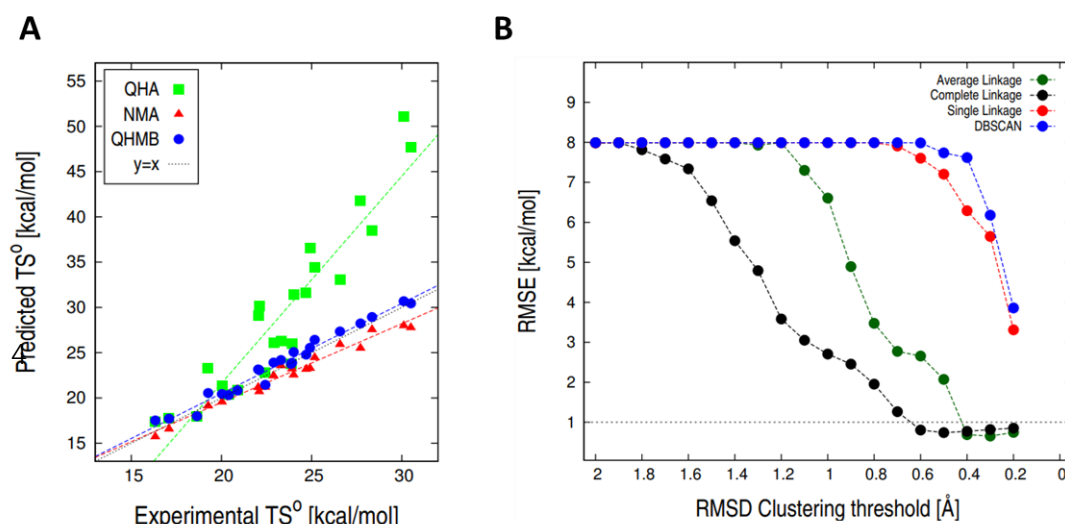 A
Predicted TS° [kcal/mol]
55
50
45
40
35
30
25
20
15
QHA
NMA
QHMB
y=x
15
20
25
30
Experimental TS° [kcal/mol]
4
B
RMSE [kcal/mol]
9
8
7
6
5
4
3
2
1
Average Linkage
Complete Linkage
Single Linkage
DBSCAN
2 1.8 1.6 1.4 1.2 1 0.8 0.6 0.4 0.2 0
RMSD Clustering threshold [Å]